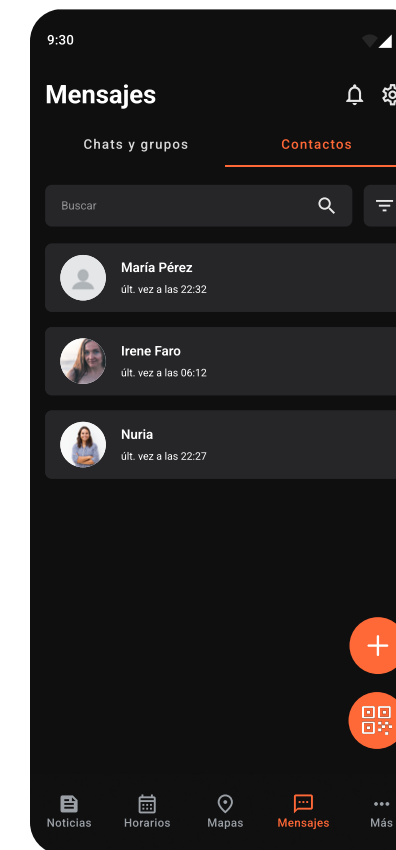 9:30
Mensajes
Chats y grupos
Contactos
Buscar
María Pérez
últ. vez a las 22:32
Irene Faro
últ. vez a las 06:12
Nuria
últ. vez a las 22:27
Noticias
Horarios
Mapas
Mensajes
Más